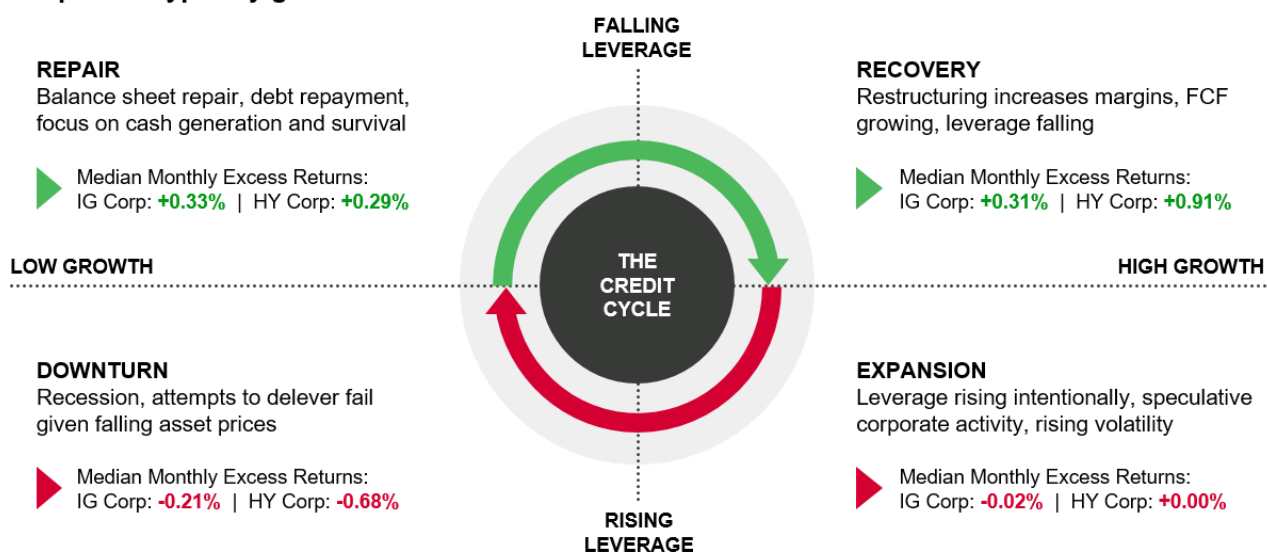 FALLING
LEVERAGE
REPAIR
Balance sheet repair, debt repayment,
focus on cash generation and survival
Median Monthly Excess Returns:
IG Corp: +0.33% | HY Corp: +0.29%
RECOVERY
Restructuring increases margins, FCF
growing, leverage falling
Median Monthly Excess Returns:
IG Corp: +0.31% | HY Corp: +0.91%
LOW GROWTH
HIGH GROWTH
THE
CREDIT
CYCLE
DOWNTURN
Recession, attempts to delever fail
given falling asset prices
Median Monthly Excess Returns:
IG Corp: -0.21% | HY Corp: -0.68%
EXPANSION
Leverage rising intentionally, speculative
corporate activity, rising volatility
Median Monthly Excess Returns:
IG Corp: -0.02% | HY Corp: +0.00%
RISING
LEVERAGE